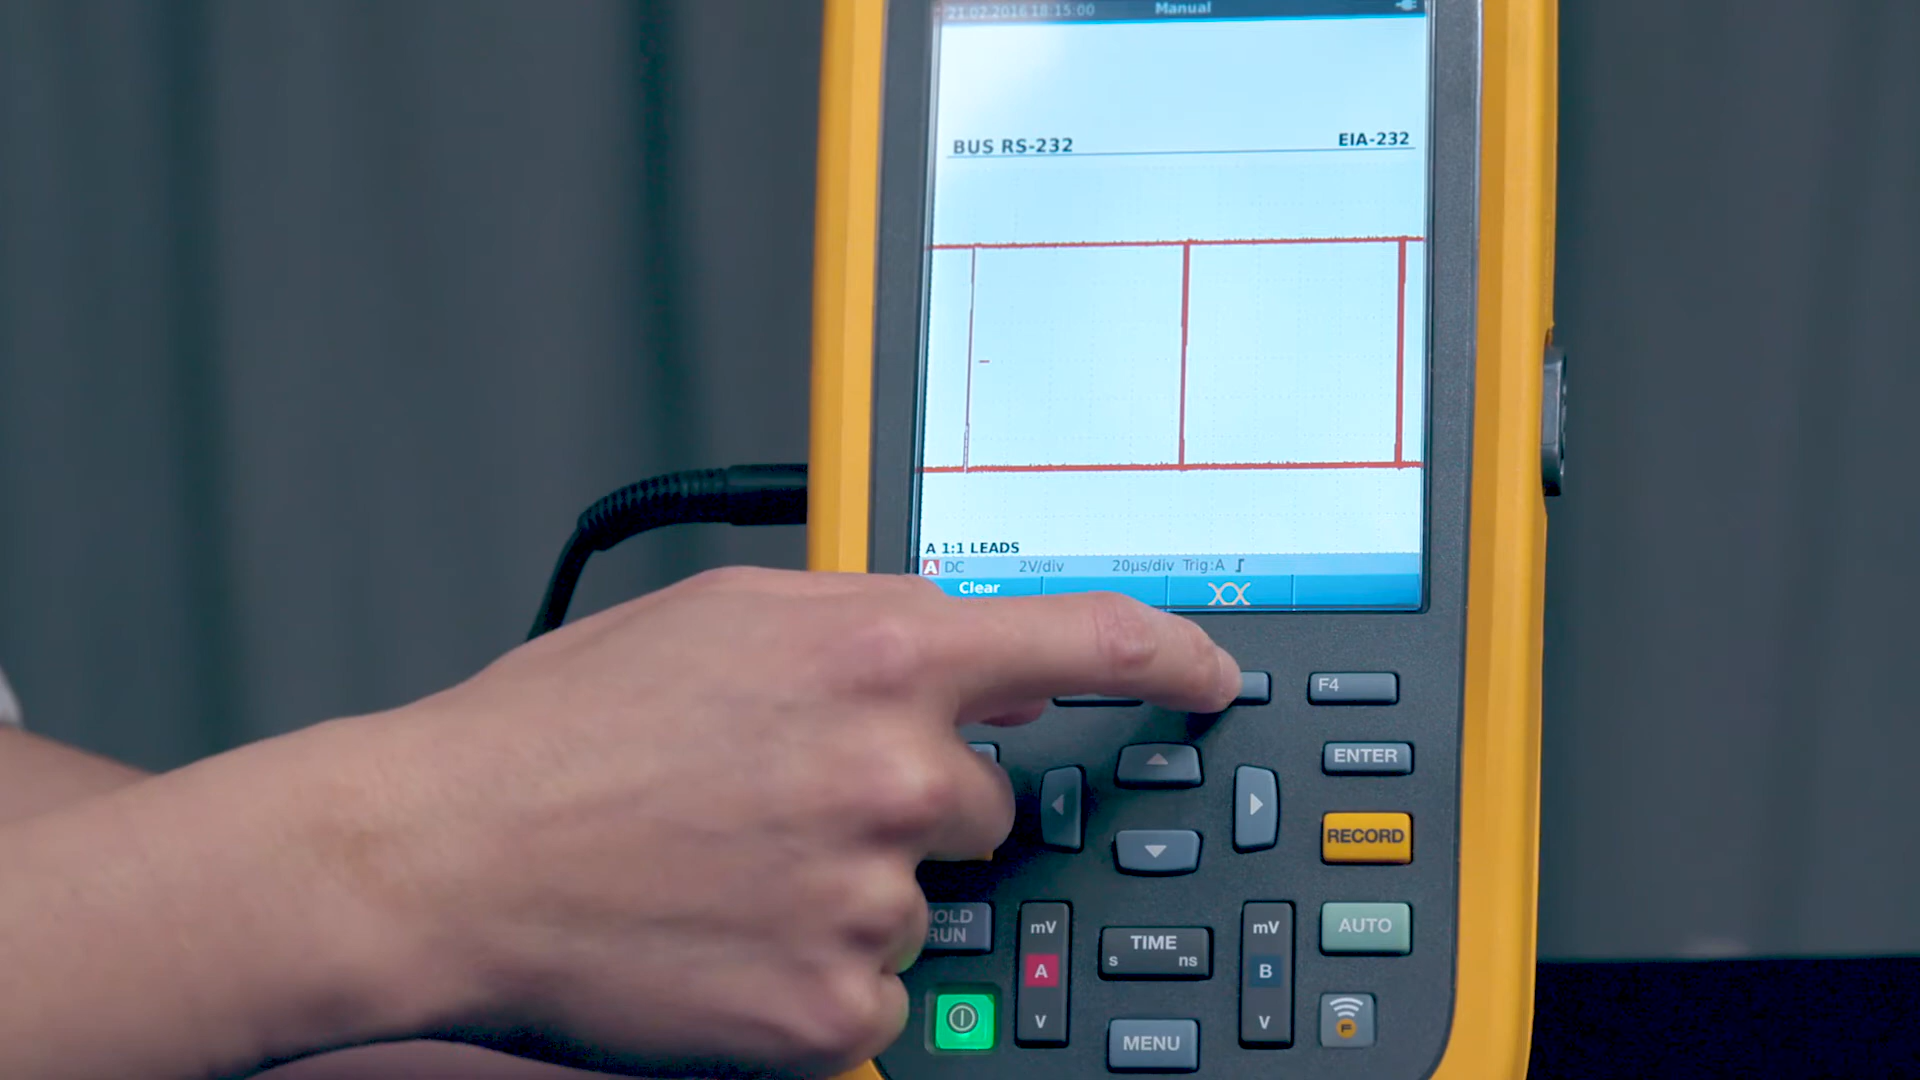 21.02.2016 18:15:00 Manual
BUS RS-232 EIA-232
A 1:1 LEADS
A DC 2V/div 20µs/div Trig:A
Clear
F4
ENTER
RECORD
HOLD
RUN
mV
A
V
TIME
s ns
mV
B
V
AUTO
MENU
F